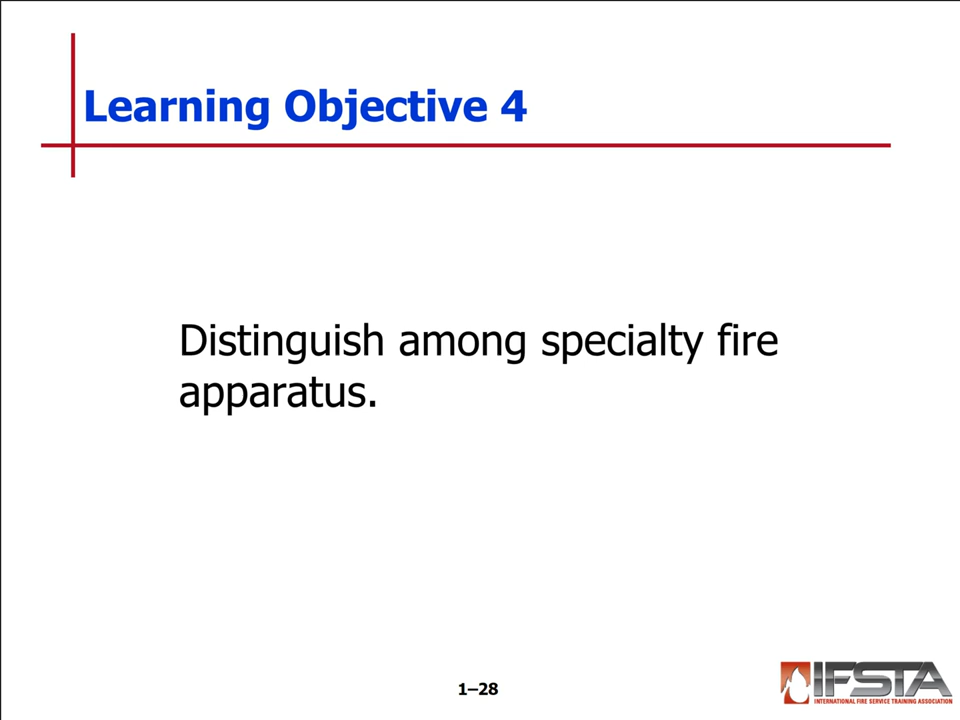 Learning Objective 4
Distinguish among specialty fire
apparatus.
1–28
IFSTA
INTERNATIONAL FIRE SERVICE TRAINING ASSOCIATION